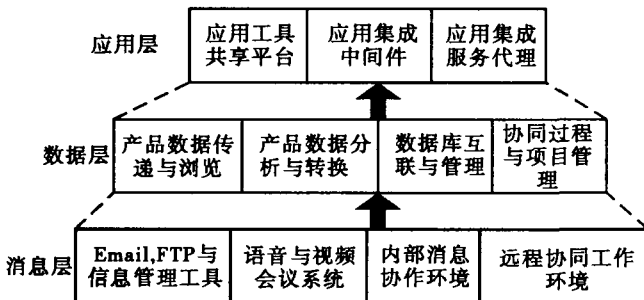 应用层
应用工具
共享平台
应用集成
中间件
应用集成
服务代理
数据层
产品数据传
递与浏览
产品数据分
析与转换
数据库互
联与管理
协同过程
与项目管
理
消息层
Email,FTP与
信息管理工具
语音与视频
会议系统
内部消息
协作环境
远程协同工作
环境